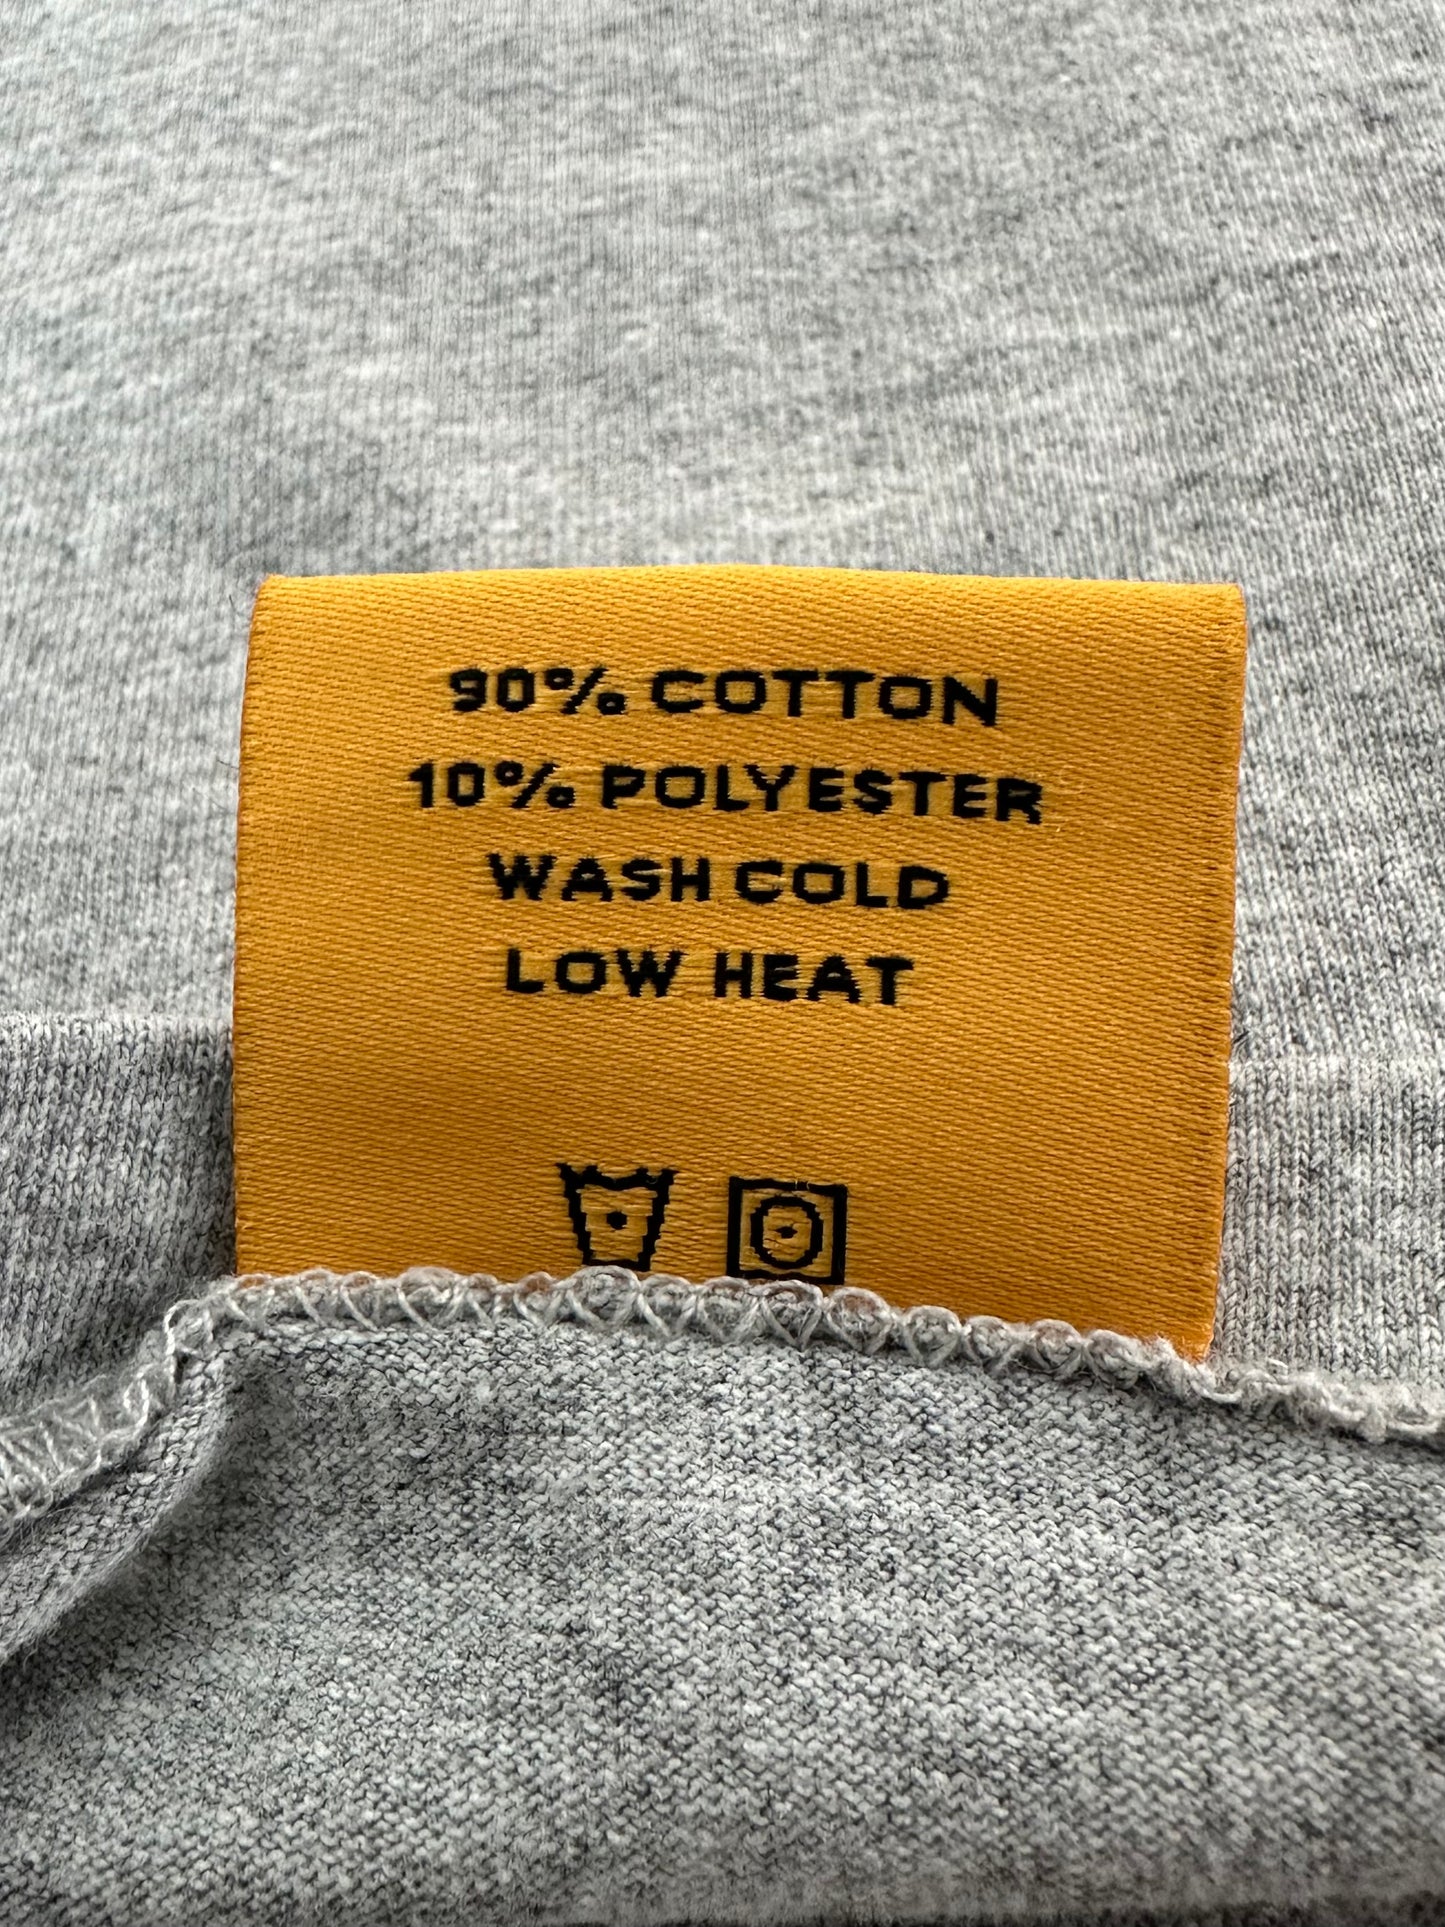 90% COTTON
10% POLYESTER
WASH COLD
LOW HEAT